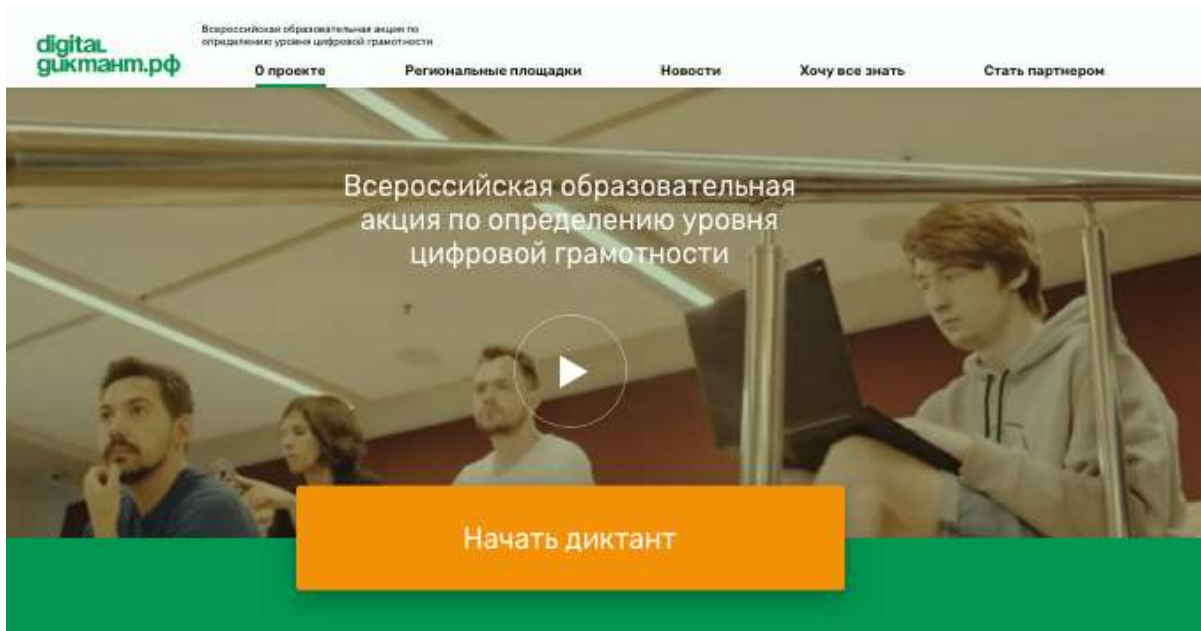 digital
диктант.рф
Всероссийская образовательная акция по
определению уровня цифровой грамотности
О проекте Региональные площадки Новости Хочу все знать Стать партнером
Всероссийская образовательная
акция по определению уровня
цифровой грамотности
Начать диктант